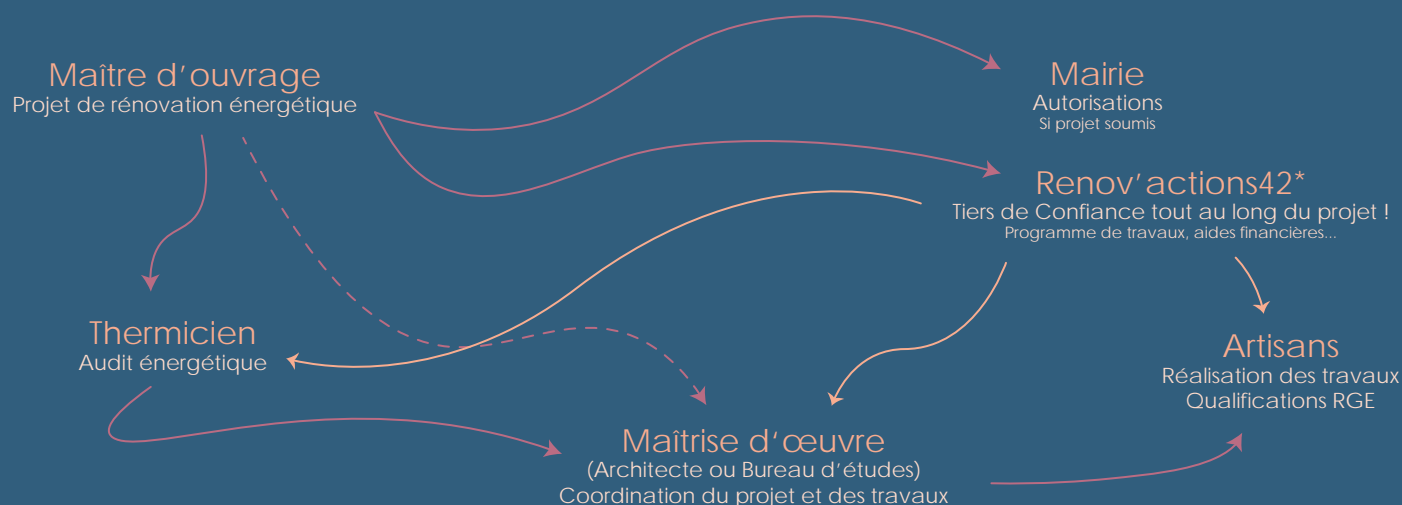 Maître d'ouvrage
Projet de rénovation énergétique
Mairie
Autorisations
Si projet soumis
Renov'actions42*
Tiers de Confiance tout au long du projet !
Programme de travaux, aides financières...
Thermicien
Audit énergétique
Artisans
Réalisation des travaux
Qualifications RGE
Maîtrise d'œuvre
(Architecte ou Bureau d'études)
Coordination du projet et des travaux